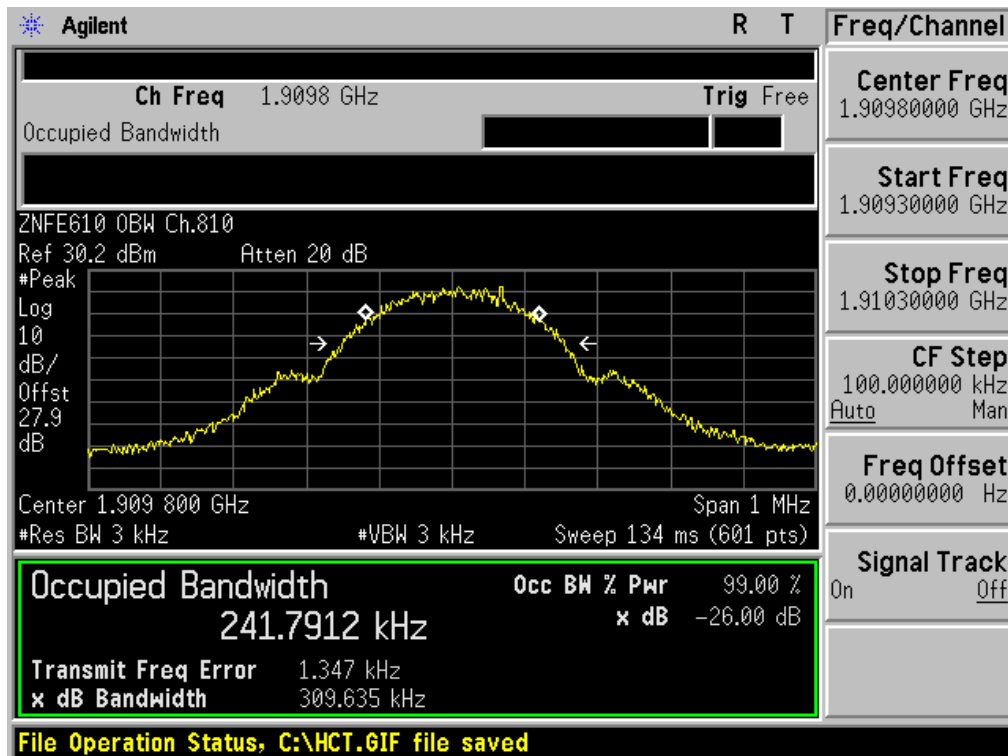 Agilent R T Freq/Channel
Ch Freq 1.9098 GHz Trig Free
Occupied Bandwidth
Center Freq
1.90980000 GHz
Start Freq
1.90930000 GHz
Stop Freq
1.91030000 GHz
CF Step
100.000000 kHz
Auto Man
Freq Offset
0.00000000 Hz
Signal Track
On Off
ZNFE610 OBW Ch.810
Ref 30.2 dBm Atten 20 dB
#Peak
Log
10
dB/
Offst
27.9
dB
Center 1.909 800 GHz Span 1 MHz
#Res BW 3 kHz #VBW 3 kHz Sweep 134 ms (601 pts)
Occupied Bandwidth Occ BW % Pwr 99.00 %
241.7912 kHz x dB -26.00 dB
Transmit Freq Error 1.347 kHz
x dB Bandwidth 309.635 kHz
File Operation Status, C:\HCT.GIF file saved